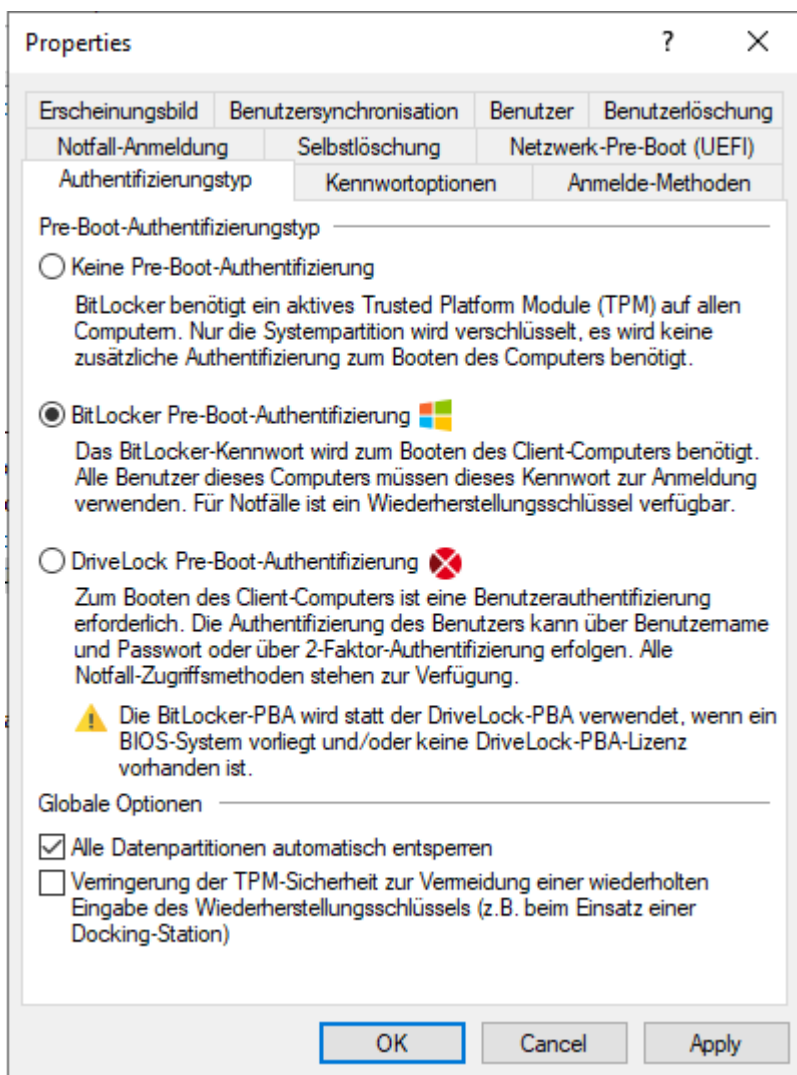 Properties
Erscheinungsbild Benutzersynchronisation Benutzer Benutzerlöschung
Notfall-Anmeldung Selbstlöschung Netzwerk-Pre-Boot (UEFI)
Authentifizierungstyp Kennwortoptionen Anmelde-Methoden
Pre-Boot-Authentifizierungstyp
Keine Pre-Boot-Authentifizierung
BitLocker benötigt ein aktives Trusted Platform Module (TPM) auf allen
Computern. Nur die Systempartition wird verschlüsselt, es wird keine
zusätzliche Authentifizierung zum Booten des Computers benötigt.
BitLocker Pre-Boot-Authentifizierung
Das BitLocker-Kennwort wird zum Booten des Client-Computers benötigt.
Alle Benutzer dieses Computers müssen dieses Kennwort zur Anmeldung
verwenden. Für Notfälle ist ein Wiederherstellungsschlüssel verfügbar.
DriveLock Pre-Boot-Authentifizierung
Zum Booten des Client-Computers ist eine Benutzerauthentifizierung
erforderlich. Die Authentifizierung des Benutzers kann über Benutzername
und Passwort oder über 2-Faktor-Authentifizierung erfolgen. Alle
Notfall-Zugriffsmethoden stehen zur Verfügung.
Die BitLocker-PBA wird statt der DriveLock-PBA verwendet, wenn ein
BIOS-System vorliegt und/oder keine DriveLock-PBA-Lizenz
vorhanden ist.
Globale Optionen
Alle Datenpartitionen automatisch entsperren
Verringerung der TPM-Sicherheit zur Vermeidung einer wiederholten
Eingabe des Wiederherstellungsschlüssels (z.B. beim Einsatz einer
Docking-Station)
OK Cancel Apply